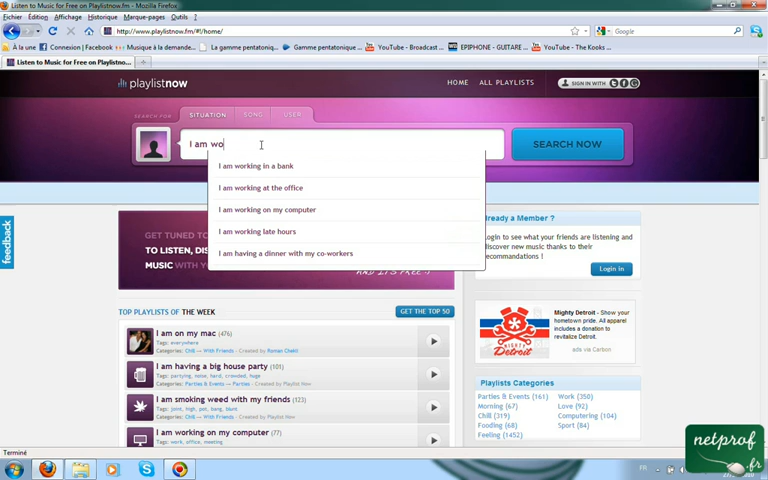 Listen to Music for Free on Playlistnow.fm - Mozilla Firefox
Fichier Édition Affichage Historique Marque-pages Outils ?
http://www.playlistnow.fm/#!/home/
Google
À la une Connexion | Facebook Musique à la demande... La gamme pentatoniq... Gamme pentatonique ... YouTube - Broadcast ... EPIPHONE - GUITARE ... YouTube - The Kooks
Listen to Music for Free on Playlistno...
playlistnow
HOME ALL PLAYLISTS SIGN IN WITH
SEARCH FOR SITUATION SONG USER
I am wo
SEARCH NOW
I am working in a bank
I am working at the office
I am working on my computer
I am working late hours
I am having a dinner with my co-workers
feedback
GET TUNED
TO LISTEN, DIS
MUSIC WITH
AND IT'S FREE
Already a Member ?
Login to see what your friends are listening and
discover new music thanks to their
recommendations !
Login in
TOP PLAYLISTS OF THE WEEK
GET THE TOP 50
I am on my mac (476)
Tags: everywhere
Categories: Chill -- With Friends - Created by Romeo Cheikti
I am having a big house party (101)
Tags: partying, noise, hard, crowded, huge
Categories: Parties & Events -- Parties - Created by Playlist Now
I am smoking weed with my friends (123)
Tags: joint, high, pot, bang, blunt
Categories: Chill -- With Friends - Created by Playlist Now
I am working on my computer (77)
Tags: work, office, meeting
MIGHTY
DETROIT
Mighty Detroit - Show your
hometown pride. All apparel
includes a donation to
revitalize Detroit.
ads via Carbon
Playlists Categories
Parties & Events (161) Work (350)
Morning (67) Love (92)
Chill (319) Computering (104)
Fooding (68) Sport (84)
Feeling (1452)
Terminé
FR
netprof
.fr